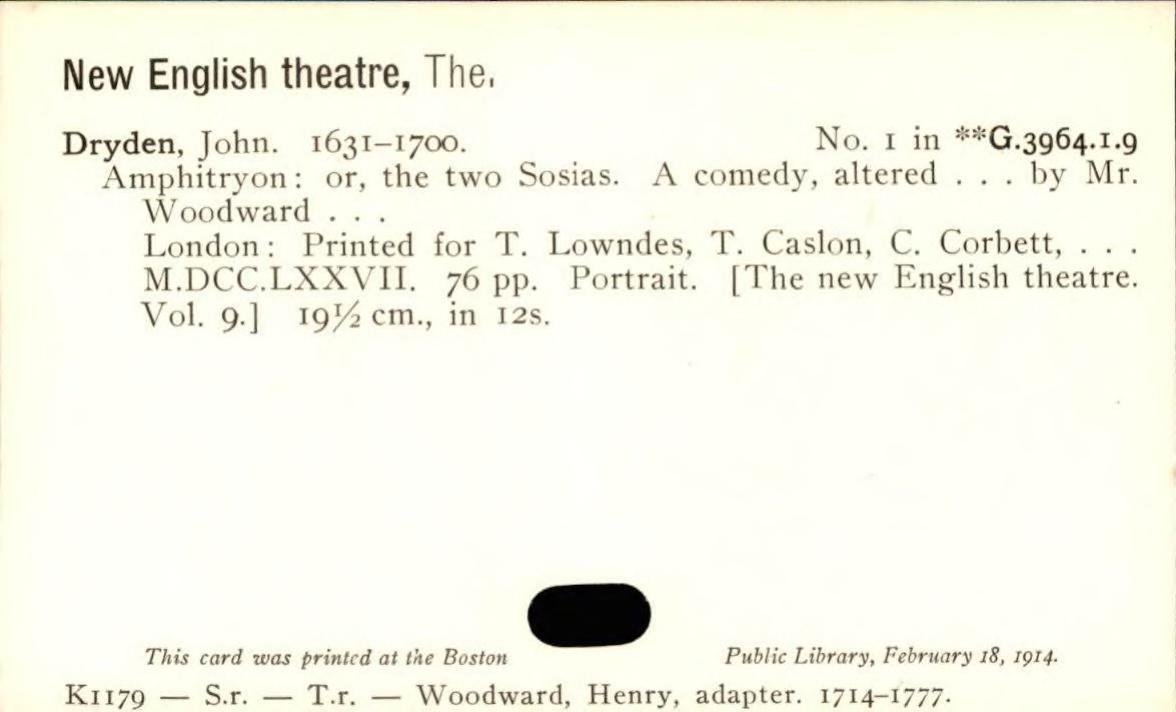 New English theatre, The.
Dryden, John. 1631–1700. No. 1 in **G.3964.1.9
Amphitryon: or, the two Sosias. A comedy, altered . . . by Mr.
Woodward . . .
London: Printed for T. Lowndes, T. Caslon, C. Corbett, . . .
M.DCC.LXXVII. 76 pp. Portrait. [The new English theatre.
Vol. 9.] 19½ cm., in 12s.
This card was printed at the Boston Public Library, February 18, 1914.
K1179 — S.r. — T.r. — Woodward, Henry, adapter. 1714–1777.